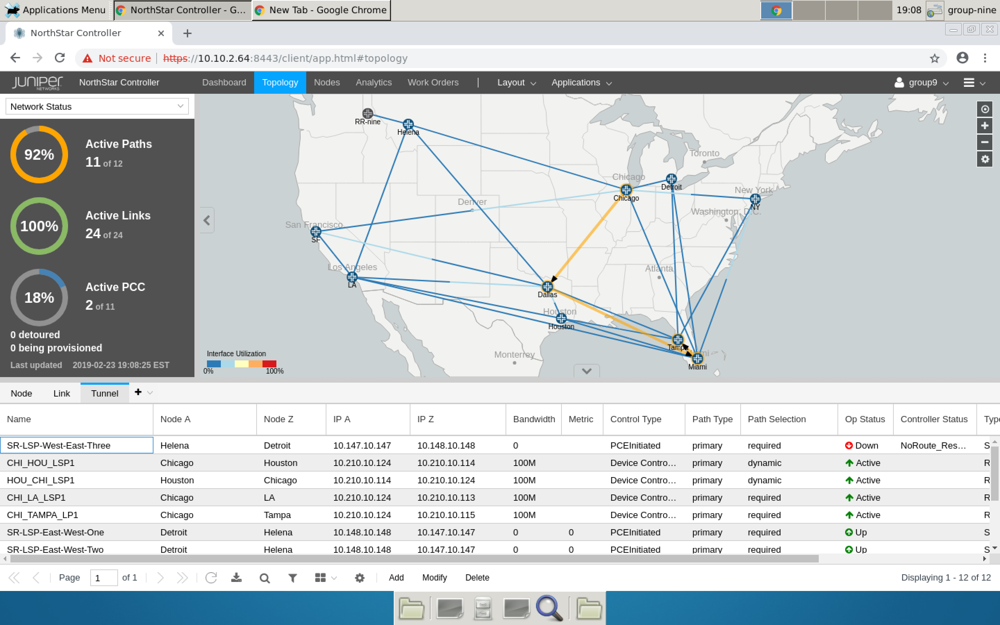 Applications Menu
NorthStar Controller - G...
New Tab - Google Chrome
19:08
group-nine
NorthStar Controller
Not secure
https://10.10.2.64:8443/client/app.html#topology
JUNIPER NETWORKS
NorthStar Controller
Dashboard
Topology
Nodes
Analytics
Work Orders
Layout
Applications
group9
Network Status
92%
Active Paths
11 of 12
100%
Active Links
24 of 24
18%
Active PCC
2 of 11
0 detoured
0 being provisioned
Last updated 2019-02-23 19:08:25 EST
RR-nine
Helena
Toronto
Chicago
Detroit
Chicago
New York
NY
Denver
Washington, D.C.
San Francisco
SF
Los Angeles
LA
Atlanta
Dallas
Houston
Houston
Tampa
Miami
Monterrey
Interface Utilization
0% 100%
Node
Link
Tunnel
Name Node A Node Z IP A IP Z Bandwidth Metric Control Type Path Type Path Selection Op Status Controller Status Type
SR-LSP-West-East-Three Helena Detroit 10.147.10.147 10.148.10.148 0 PCEInitiated primary required Down NoRoute_Res... S
CHI_HOU_LSP1 Chicago Houston 10.210.10.124 10.210.10.114 100M Device Contro... primary dynamic Active R
HOU_CHI_LSP1 Houston Chicago 10.210.10.114 10.210.10.124 100M Device Contro... primary dynamic Active R
CHI_LA_LSP1 Chicago LA 10.210.10.124 10.210.10.113 100M Device Contro... primary required Active R
CHI_TAMPA_LP1 Chicago Tampa 10.210.10.124 10.210.10.115 100M Device Contro... primary required Active R
SR-LSP-East-West-One Detroit Helena 10.148.10.148 10.147.10.147 0 0 PCEInitiated primary required Up S
SR-LSP-East-West-Two Detroit Helena 10.148.10.148 10.147.10.147 0 0 PCEInitiated primary required Up S
Page 1 of 1
Add
Modify
Delete
Displaying 1 - 12 of 12